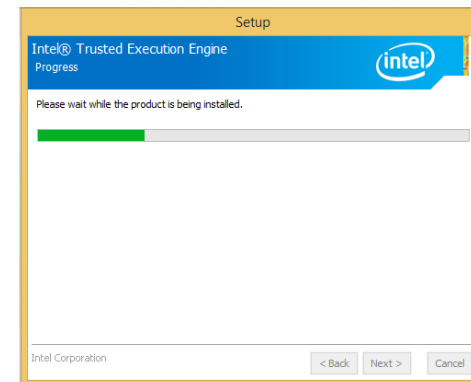 Setup
Intel® Trusted Execution Engine
Progress
intel
Please wait while the product is being installed.
Intel Corporation
< Back Next > Cancel